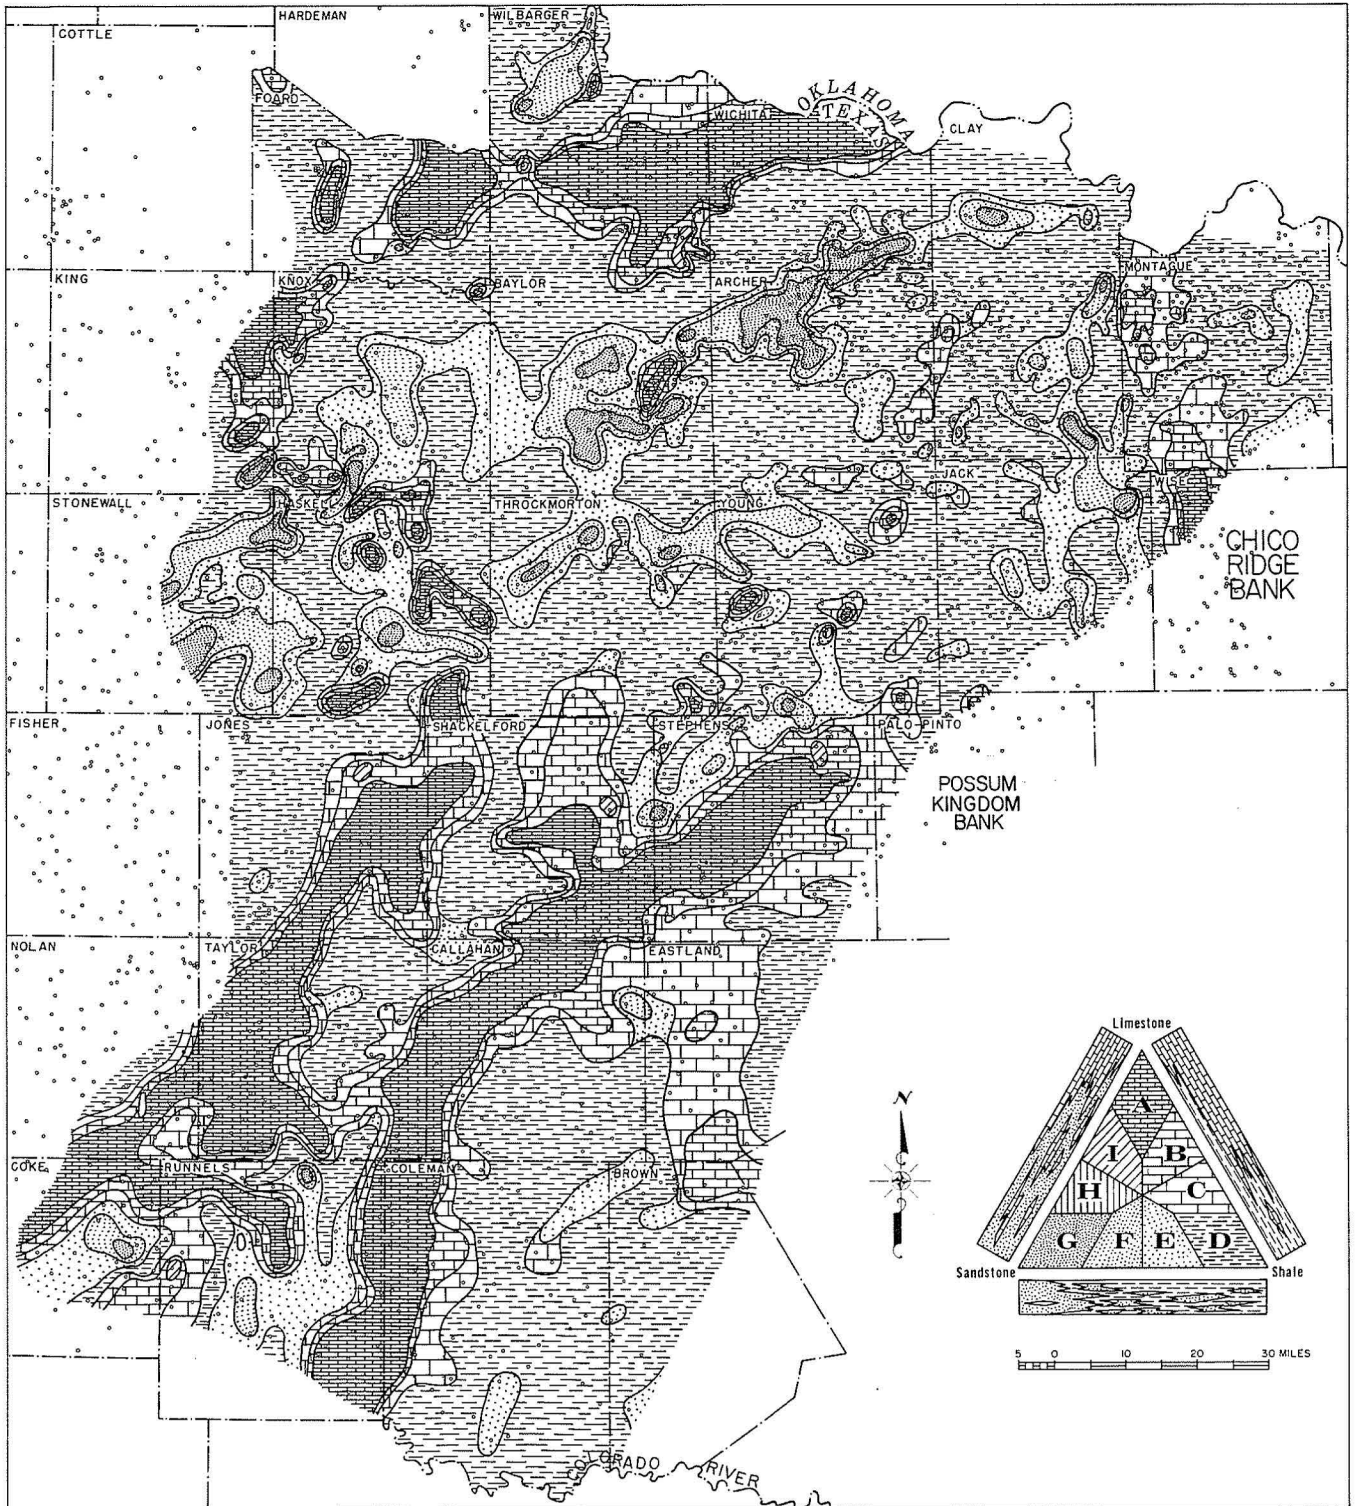 HARDEMAN
WILBARGER
COTTLE
FOARD
WICHITA
OKLAHOMA
TEXAS
CLAY
KING
KNOX
BAYLOR
ARCHER
MONTAGUE
STONEWALL
HASKELL
THROCKMORTON
YOUNG
JACK
WISE
CHICO
RIDGE
BANK
FISHER
JONES
SHACKELFORD
STEPHENS
PALO PINTO
POSSUM
KINGDOM
BANK
NOLAN
TAYLOR
CALLAHAN
EASTLAND
COKE
RUNNELS
COLEMAN
BROWN
N
Limestone
A
I
B
H
C
G
F
E
D
Sandstone
Shale
5 0 10 20 30 MILES
COLORADO RIVER